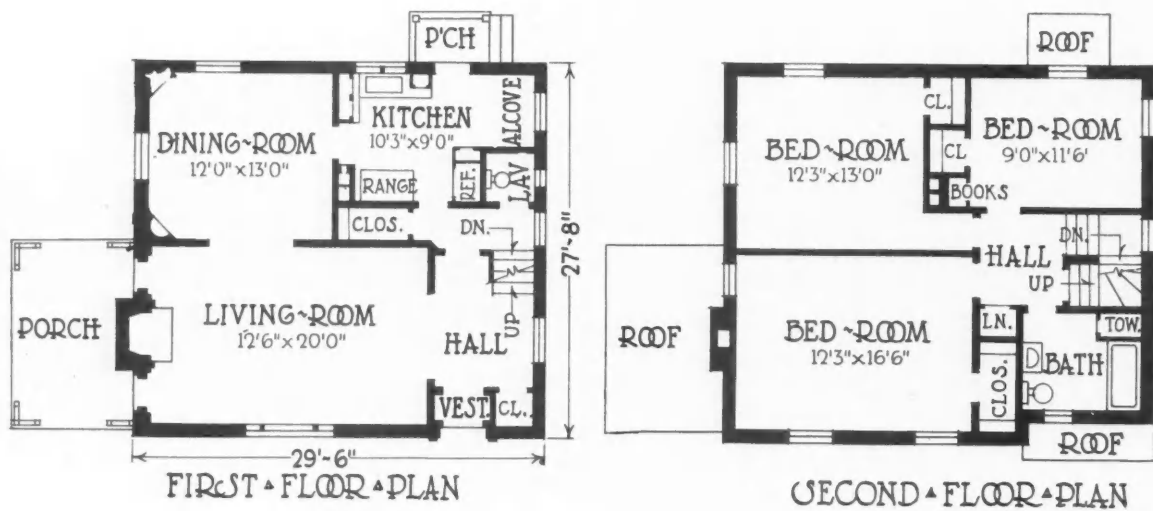 P'CH
DINING~ROOM
12'0"x13'0"
KITCHEN
10'3"x9'0"
ALCOVE
RANGE
REF.
LAV.
CLOS.
DN.
PORCH
LIVING~ROOM
12'6"x20'0"
HALL
UP
VEST.
CL.
27'-8"
29'-6"
FIRST FLOOR PLAN
ROOF
BED~ROOM
12'3"x13'0"
CL.
CL
BED~ROOM
9'0"x11'6'
BOOKS
HALL
DN.
UP
ROOF
BED~ROOM
12'3"x16'6"
LN.
CLOS.
TOW.
BATH
ROOF
SECOND FLOOR PLAN